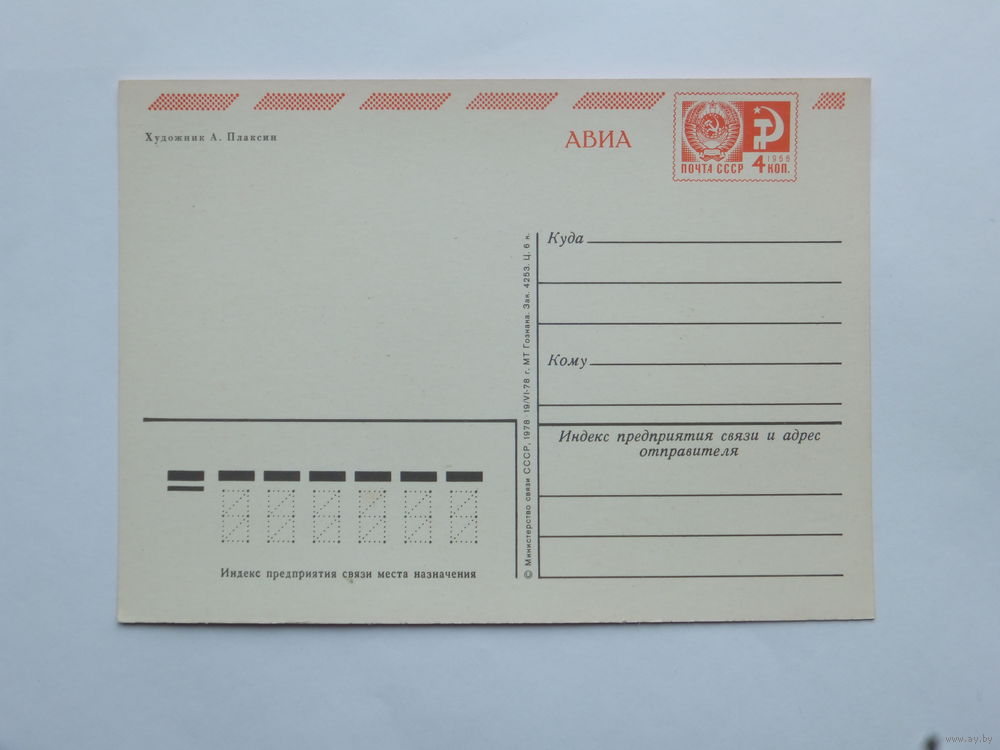 Художник А. Плаксин
АВИА
1966
ПОЧТА СССР 4 КОП.
Куда
Кому
Индекс предприятия связи и адрес
отправителя
© Министерство связи СССР, 1978 · 19/VI-78 г. МТ Гознака. Зак. 4253. Ц. 6 к.
Индекс предприятия связи места назначения
www.ay.by